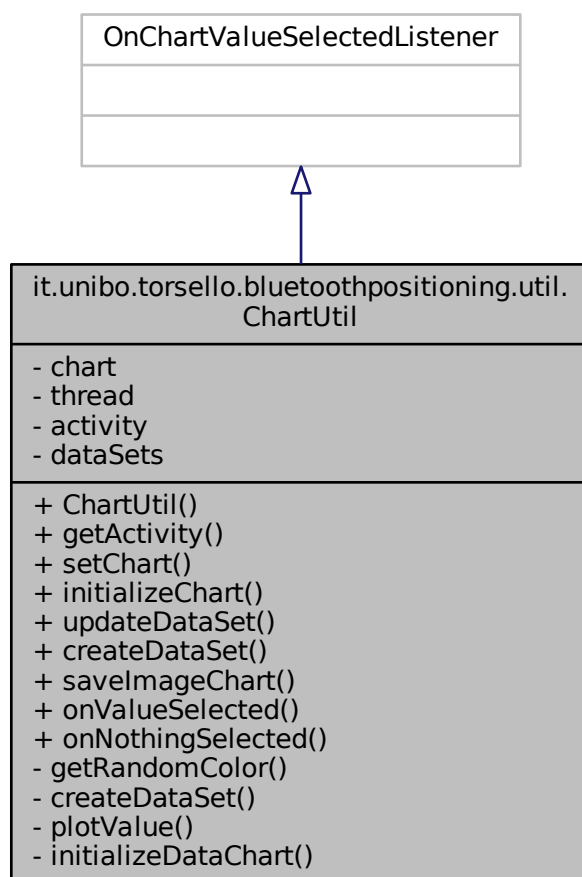 OnChartValueSelectedListener
it.unibo.torsello.bluetoothpositioning.util.
ChartUtil
- chart
- thread
- activity
- dataSets
+ ChartUtil()
+ getActivity()
+ setChart()
+ initializeChart()
+ updateDataSet()
+ createDataSet()
+ saveImageChart()
+ onValueSelected()
+ onNothingSelected()
- getRandomColor()
- createDataSet()
- plotValue()
- initializeDataChart()